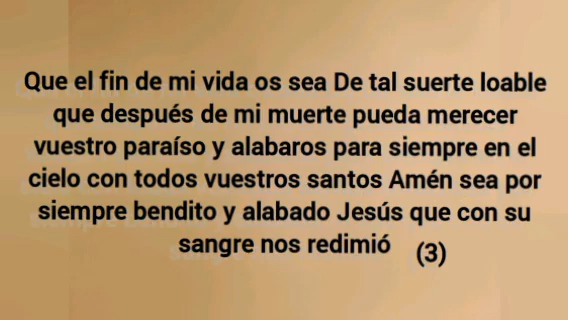 Que el fin de mi vida os sea De tal suerte loable
que después de mi muerte pueda merecer
vuestro paraíso y alabaros para siempre en el
cielo con todos vuestros santos Amén sea por
siempre bendito y alabado Jesús que con su
sangre nos redimió (3)